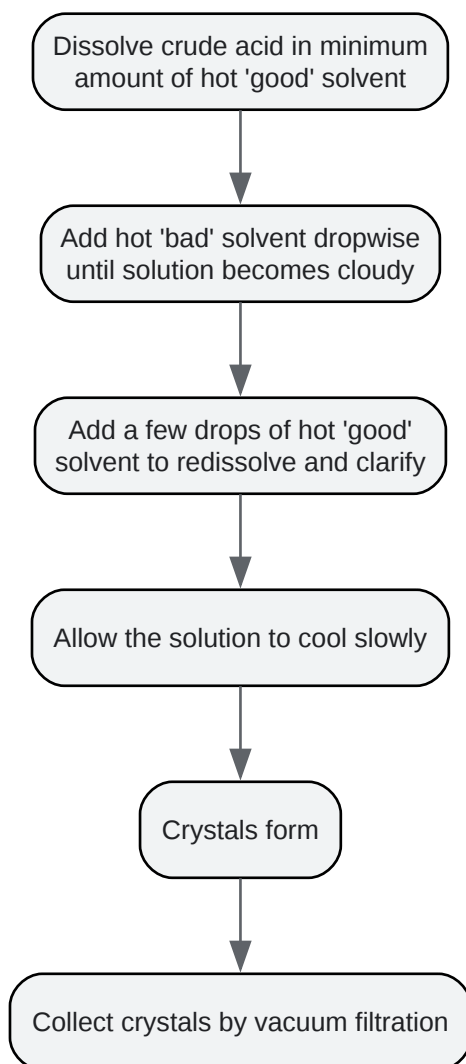 Dissolve crude acid in minimum
amount of hot 'good' solvent
Add hot 'bad' solvent dropwise
until solution becomes cloudy
Add a few drops of hot 'good'
solvent to redissolve and clarify
Allow the solution to cool slowly
Crystals form
Collect crystals by vacuum filtration